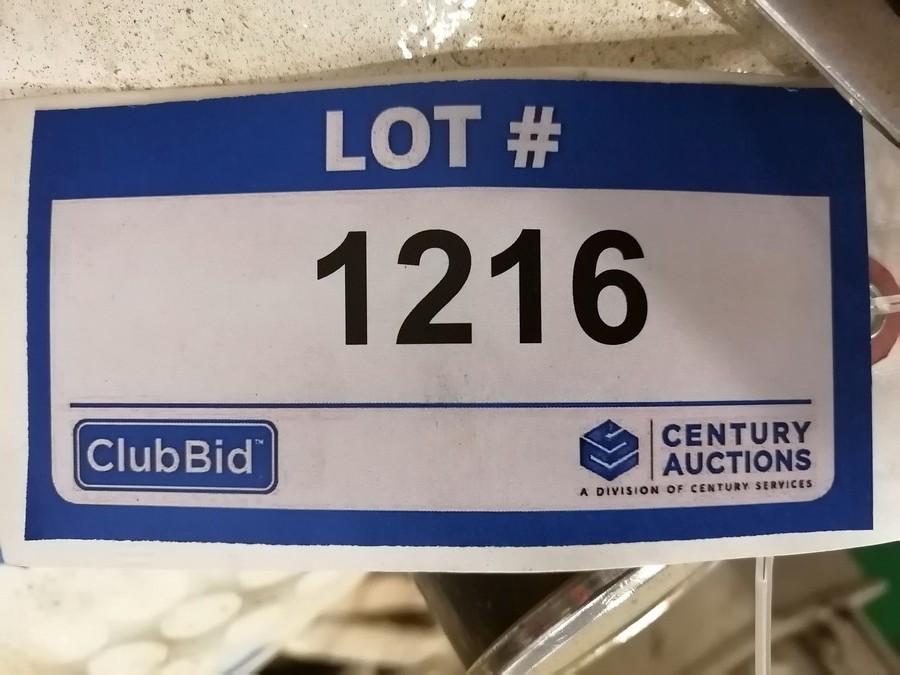 LOT #
1216
ClubBid™
CENTURY
AUCTIONS
A DIVISION OF CENTURY SERVICES